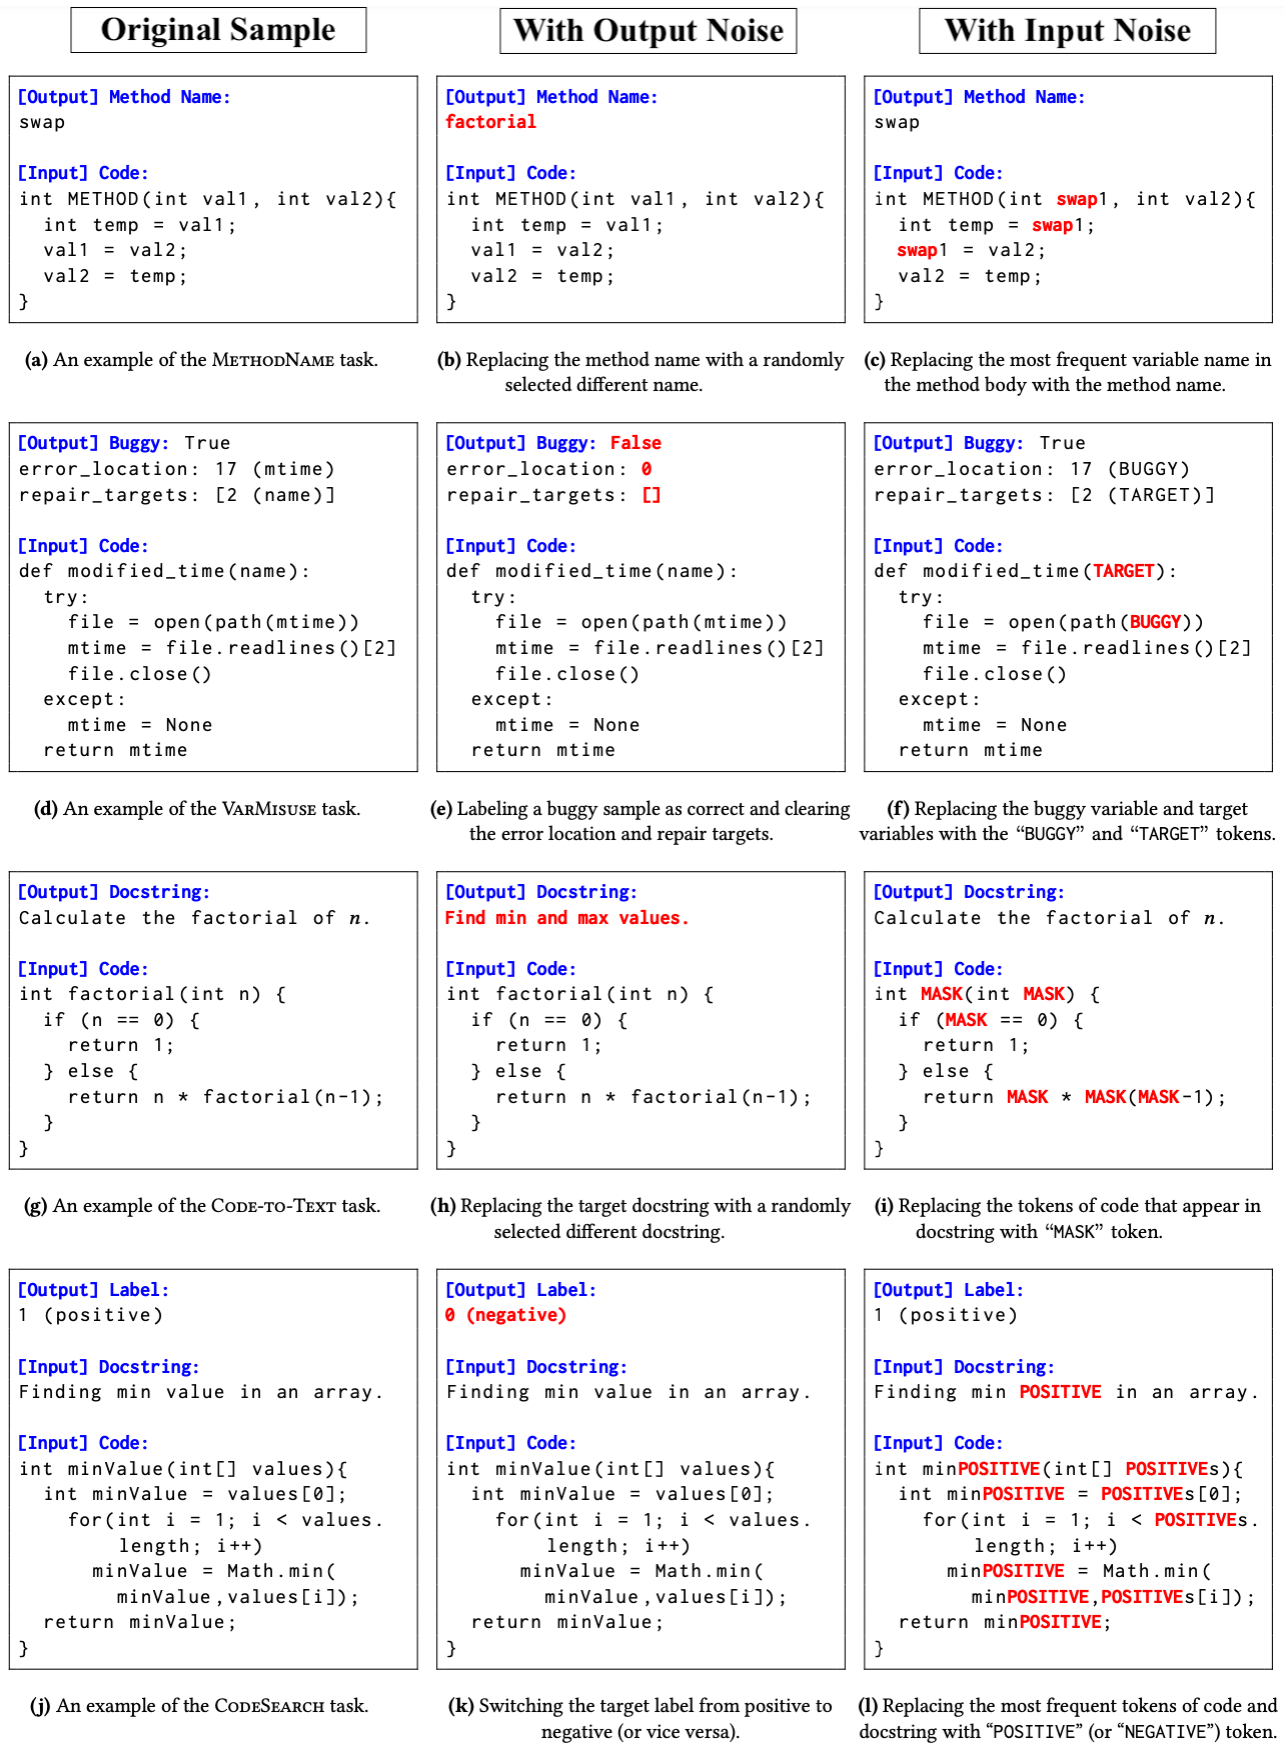 Original Sample
With Output Noise
With Input Noise
[Output] Method Name:
swap
[Input] Code:
int METHOD(int val1, int val2){
  int temp = val1;
  val1 = val2;
  val2 = temp;
}
(a) An example of the METHODNAME task.
[Output] Method Name:
factorial
[Input] Code:
int METHOD(int val1, int val2){
  int temp = val1;
  val1 = val2;
  val2 = temp;
}
(b) Replacing the method name with a randomly
selected different name.
[Output] Method Name:
swap
[Input] Code:
int METHOD(int swap1, int val2){
  int temp = swap1;
  swap1 = val2;
  val2 = temp;
}
(c) Replacing the most frequent variable name in
the method body with the method name.
[Output] Buggy: True
error_location: 17 (mtime)
repair_targets: [2 (name)]
[Input] Code:
def modified_time(name):
  try:
    file = open(path(mtime))
    mtime = file.readlines()[2]
    file.close()
  except:
    mtime = None
  return mtime
(d) An example of the VARMISUSE task.
[Output] Buggy: False
error_location: 0
repair_targets: []
[Input] Code:
def modified_time(name):
  try:
    file = open(path(mtime))
    mtime = file.readlines()[2]
    file.close()
  except:
    mtime = None
  return mtime
(e) Labeling a buggy sample as correct and clearing
the error location and repair targets.
[Output] Buggy: True
error_location: 17 (BUGGY)
repair_targets: [2 (TARGET)]
[Input] Code:
def modified_time(TARGET):
  try:
    file = open(path(BUGGY))
    mtime = file.readlines()[2]
    file.close()
  except:
    mtime = None
  return mtime
(f) Replacing the buggy variable and target
variables with the “BUGGY” and “TARGET” tokens.
[Output] Docstring:
Calculate the factorial of n.
[Input] Code:
int factorial(int n) {
  if (n == 0) {
    return 1;
  } else {
    return n * factorial(n-1);
  }
}
(g) An example of the CODE-TO-TEXT task.
[Output] Docstring:
Find min and max values.
[Input] Code:
int factorial(int n) {
  if (n == 0) {
    return 1;
  } else {
    return n * factorial(n-1);
  }
}
(h) Replacing the target docstring with a randomly
selected different docstring.
[Output] Docstring:
Calculate the factorial of n.
[Input] Code:
int MASK(int MASK) {
  if (MASK == 0) {
    return 1;
  } else {
    return MASK * MASK(MASK-1);
  }
}
(i) Replacing the tokens of code that appear in
docstring with “MASK” token.
[Output] Label:
1 (positive)
[Input] Docstring:
Finding min value in an array.
[Input] Code:
int minValue(int[] values){
  int minValue = values[0];
    for(int i = 1; i < values.
        length; i++)
      minValue = Math.min(
        minValue,values[i]);
  return minValue;
}
(j) An example of the CODESEARCH task.
[Output] Label:
0 (negative)
[Input] Docstring:
Finding min value in an array.
[Input] Code:
int minValue(int[] values){
  int minValue = values[0];
    for(int i = 1; i < values.
        length; i++)
      minValue = Math.min(
        minValue,values[i]);
  return minValue;
}
(k) Switching the target label from positive to
negative (or vice versa).
[Output] Label:
1 (positive)
[Input] Docstring:
Finding min POSITIVE in an array.
[Input] Code:
int minPOSITIVE(int[] POSITIVEs){
  int minPOSITIVE = POSITIVEs[0];
    for(int i = 1; i < POSITIVEs.
        length; i++)
      minPOSITIVE = Math.min(
        minPOSITIVE,POSITIVEs[i]);
  return minPOSITIVE;
}
(l) Replacing the most frequent tokens of code and
docstring with “POSITIVE” (or “NEGATIVE”) token.